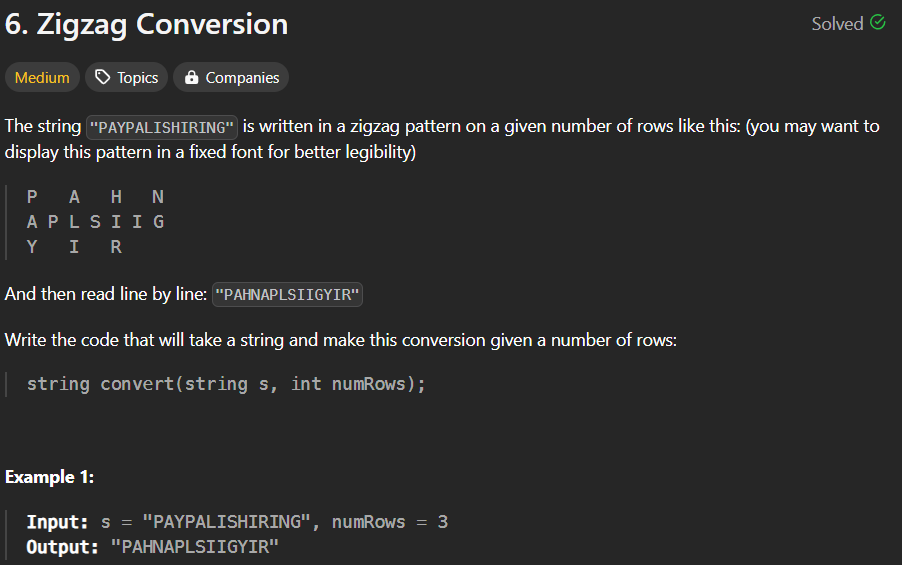 6. Zigzag Conversion
Solved
Medium Topics Companies
The string "PAYPALISHIRING" is written in a zigzag pattern on a given number of rows like this: (you may want to
display this pattern in a fixed font for better legibility)
P   A   H   N
A P L S I I G
Y   I   R
And then read line by line: "PAHNAPLSIIGYIR"
Write the code that will take a string and make this conversion given a number of rows:
string convert(string s, int numRows);
Example 1:
Input: s = "PAYPALISHIRING", numRows = 3
Output: "PAHNAPLSIIGYIR"